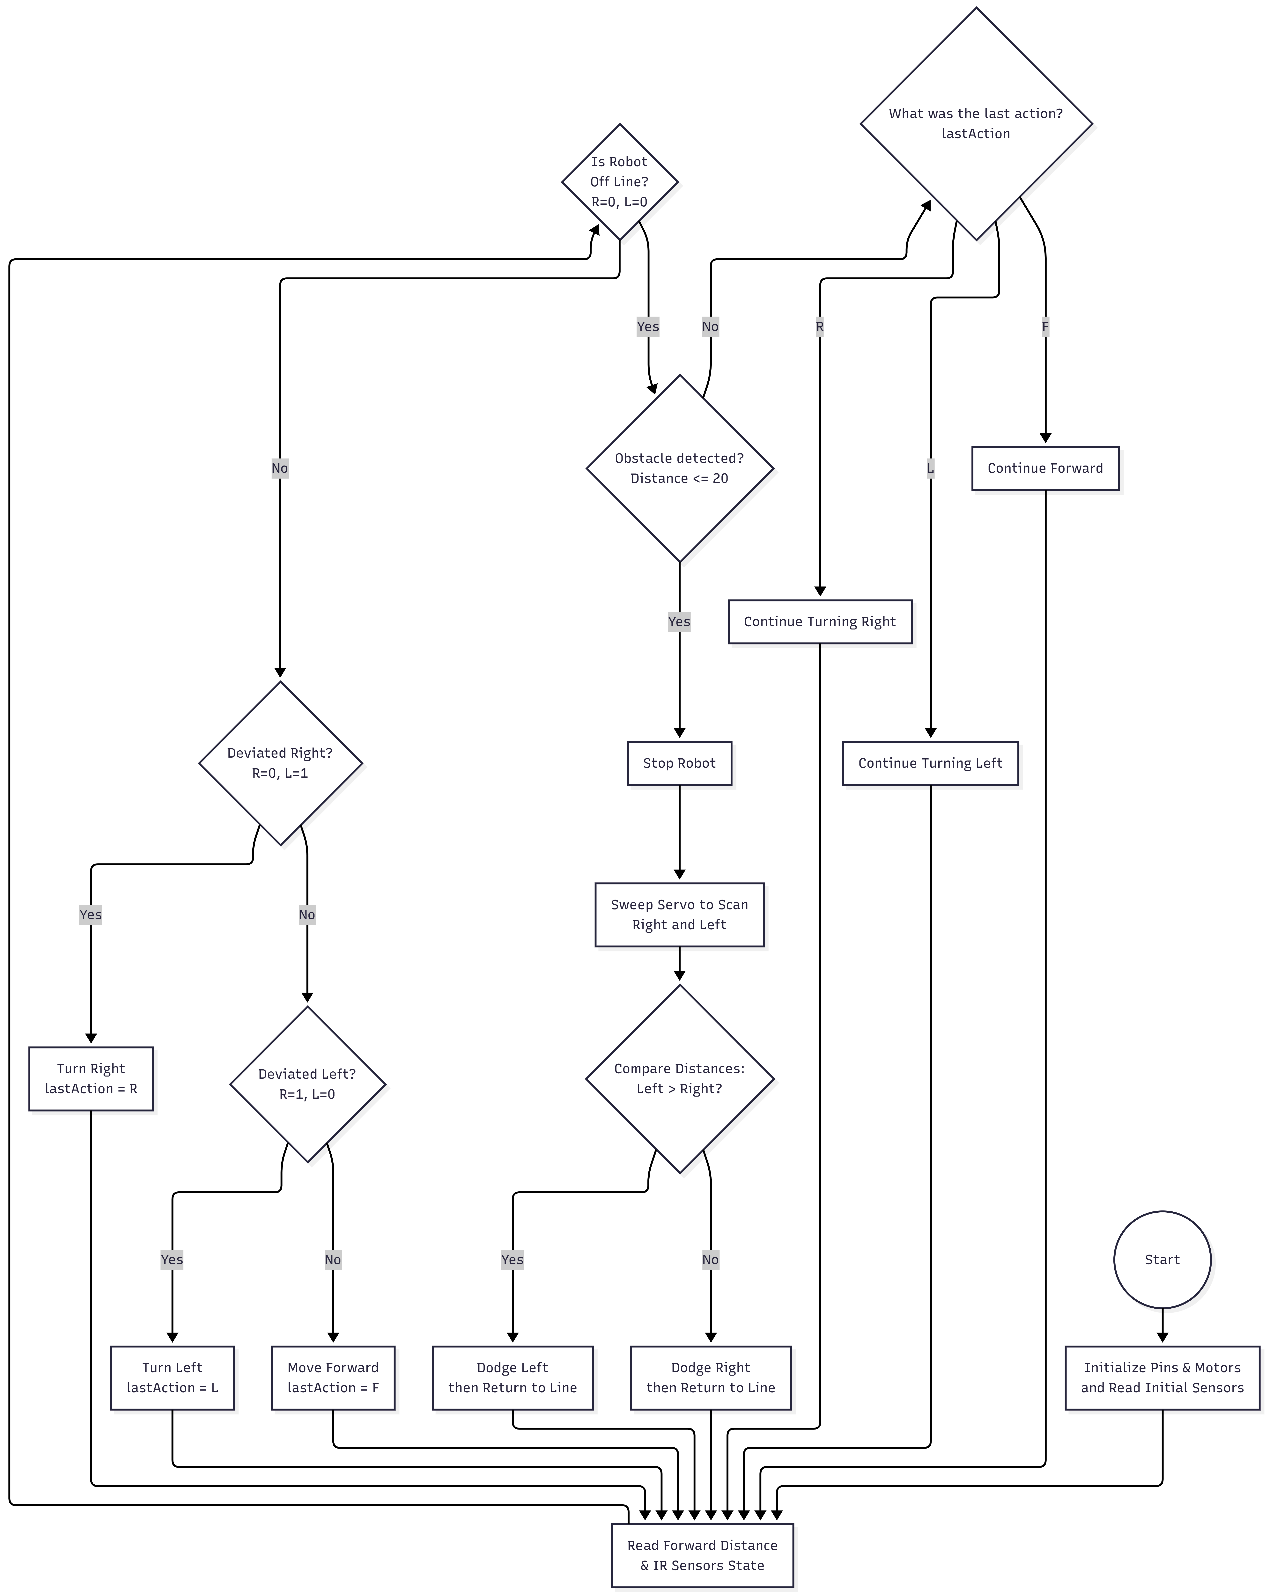 What was the last action?
lastAction
Is Robot
Off Line?
R=0, L=0
Yes
No
R
F
No
Obstacle detected?
Distance <= 20
L
Continue Forward
Yes
Continue Turning Right
Deviated Right?
R=0, L=1
Stop Robot
Continue Turning Left
Yes
No
Sweep Servo to Scan
Right and Left
Turn Right
lastAction = R
Deviated Left?
R=1, L=0
Compare Distances:
Left > Right?
Yes
No
Yes
No
Start
Turn Left
lastAction = L
Move Forward
lastAction = F
Dodge Left
then Return to Line
Dodge Right
then Return to Line
Initialize Pins & Motors
and Read Initial Sensors
Read Forward Distance
& IR Sensors State